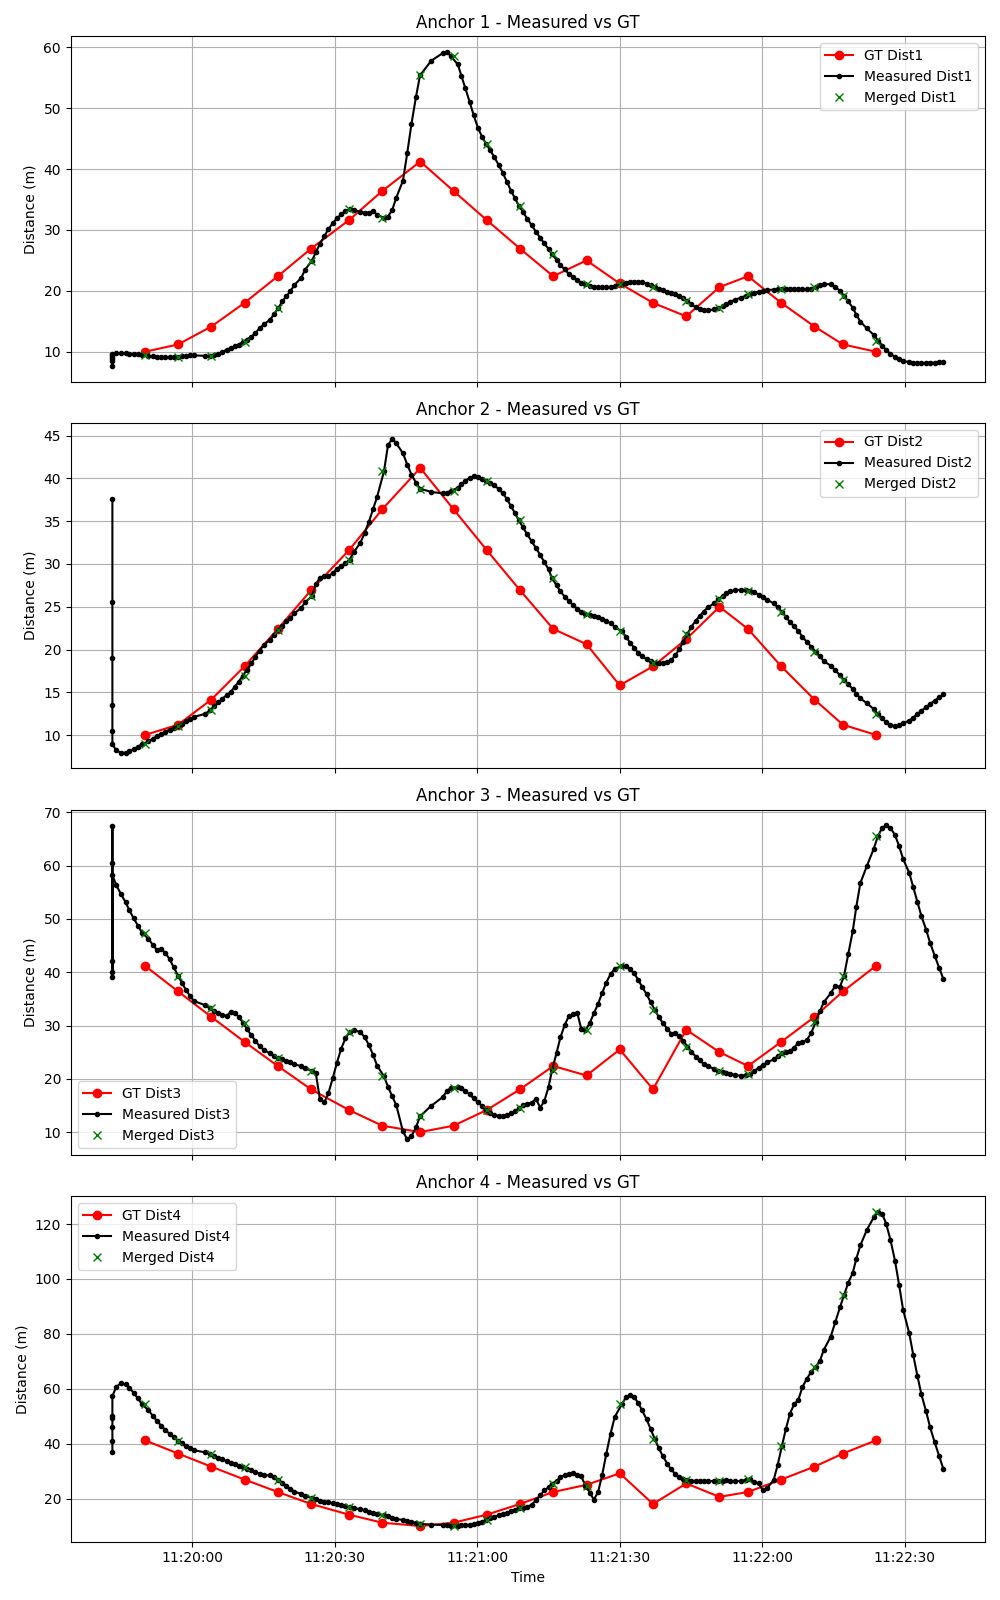 Anchor 1 - Measured vs GT
60
50
40
30
20
10
Distance (m)
GT Dist1
Measured Dist1
Merged Dist1
Anchor 2 - Measured vs GT
45
40
35
30
25
20
15
10
Distance (m)
GT Dist2
Measured Dist2
Merged Dist2
Anchor 3 - Measured vs GT
70
60
50
40
30
20
10
Distance (m)
GT Dist3
Measured Dist3
Merged Dist3
Anchor 4 - Measured vs GT
120
100
80
60
40
20
Distance (m)
GT Dist4
Measured Dist4
Merged Dist4
11:20:00 11:20:30 11:21:00 11:21:30 11:22:00 11:22:30
Time